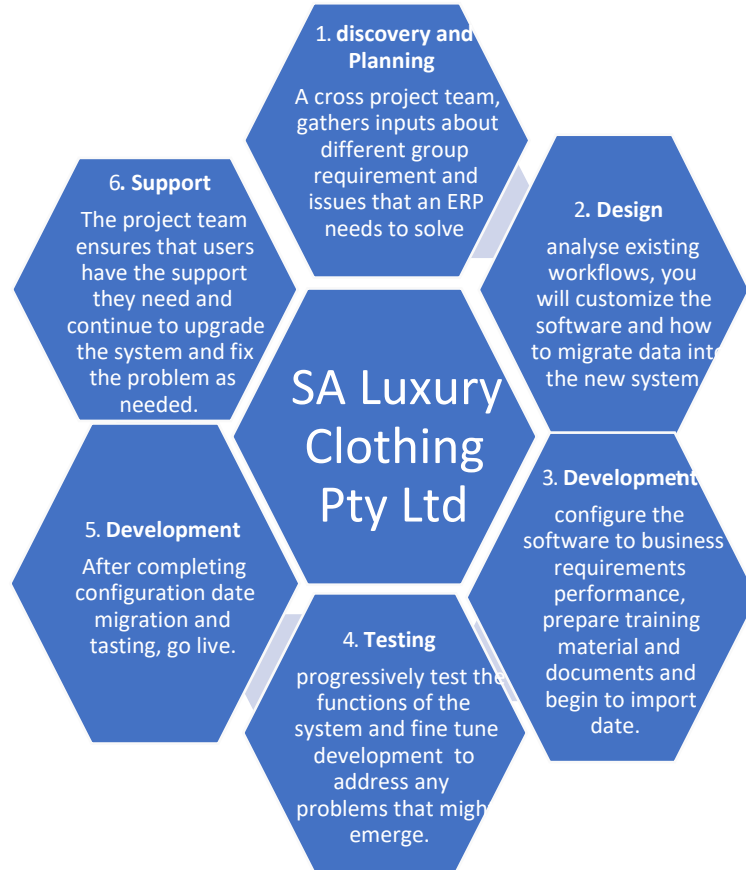 1. discovery and
Planning
A cross project team,
gathers inputs about
different group
requirement and
issues that an ERP
needs to solve
2. Design
analyse existing
workflows, you
will customize the
software and how
to migrate data into
the new system
3. Development
configure the
software to business
requirements
performance,
prepare training
material and
documents and
begin to import
date.
4. Testing
progressively test the
functions of the
system and fine tune
development to
address any
problems that might
emerge.
5. Development
After completing
configuration date
migration and
tasting, go live.
6. Support
The project team
ensures that users
have the support
they need and
continue to upgrade
the system and fix
the problem as
needed.
SA Luxury
Clothing
Pty Ltd